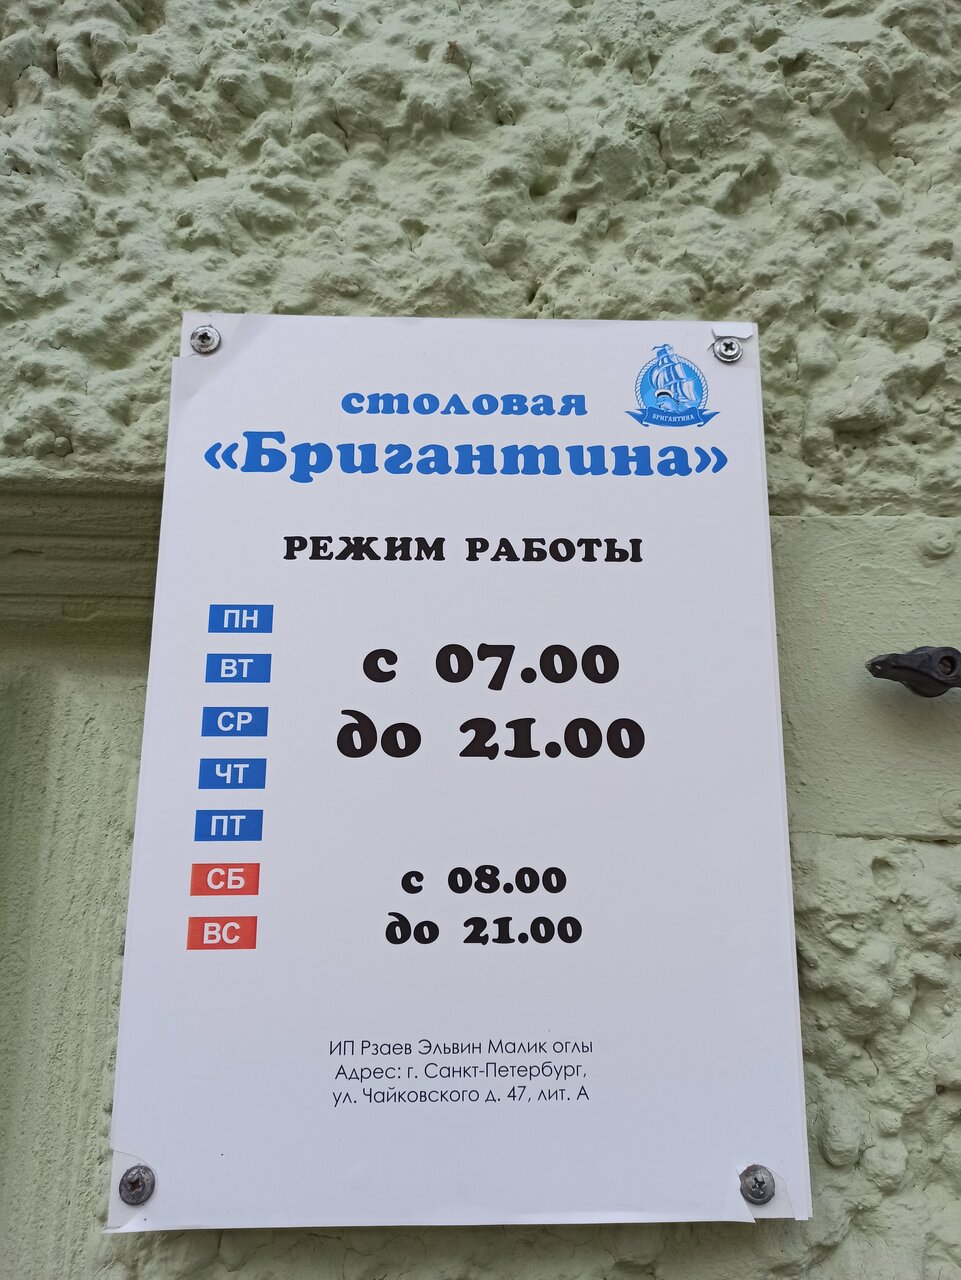 столовая
«Бригантина»
БРИГАНТИНА
РЕЖИМ РАБОТЫ
ПН
ВТ
СР
ЧТ
ПТ
с 07.00
до 21.00
СБ
ВС
с 08.00
до 21.00
ИП Рзаев Эльвин Малик оглы
Адрес: г. Санкт-Петербург,
ул. Чайковского д. 47, лит. А